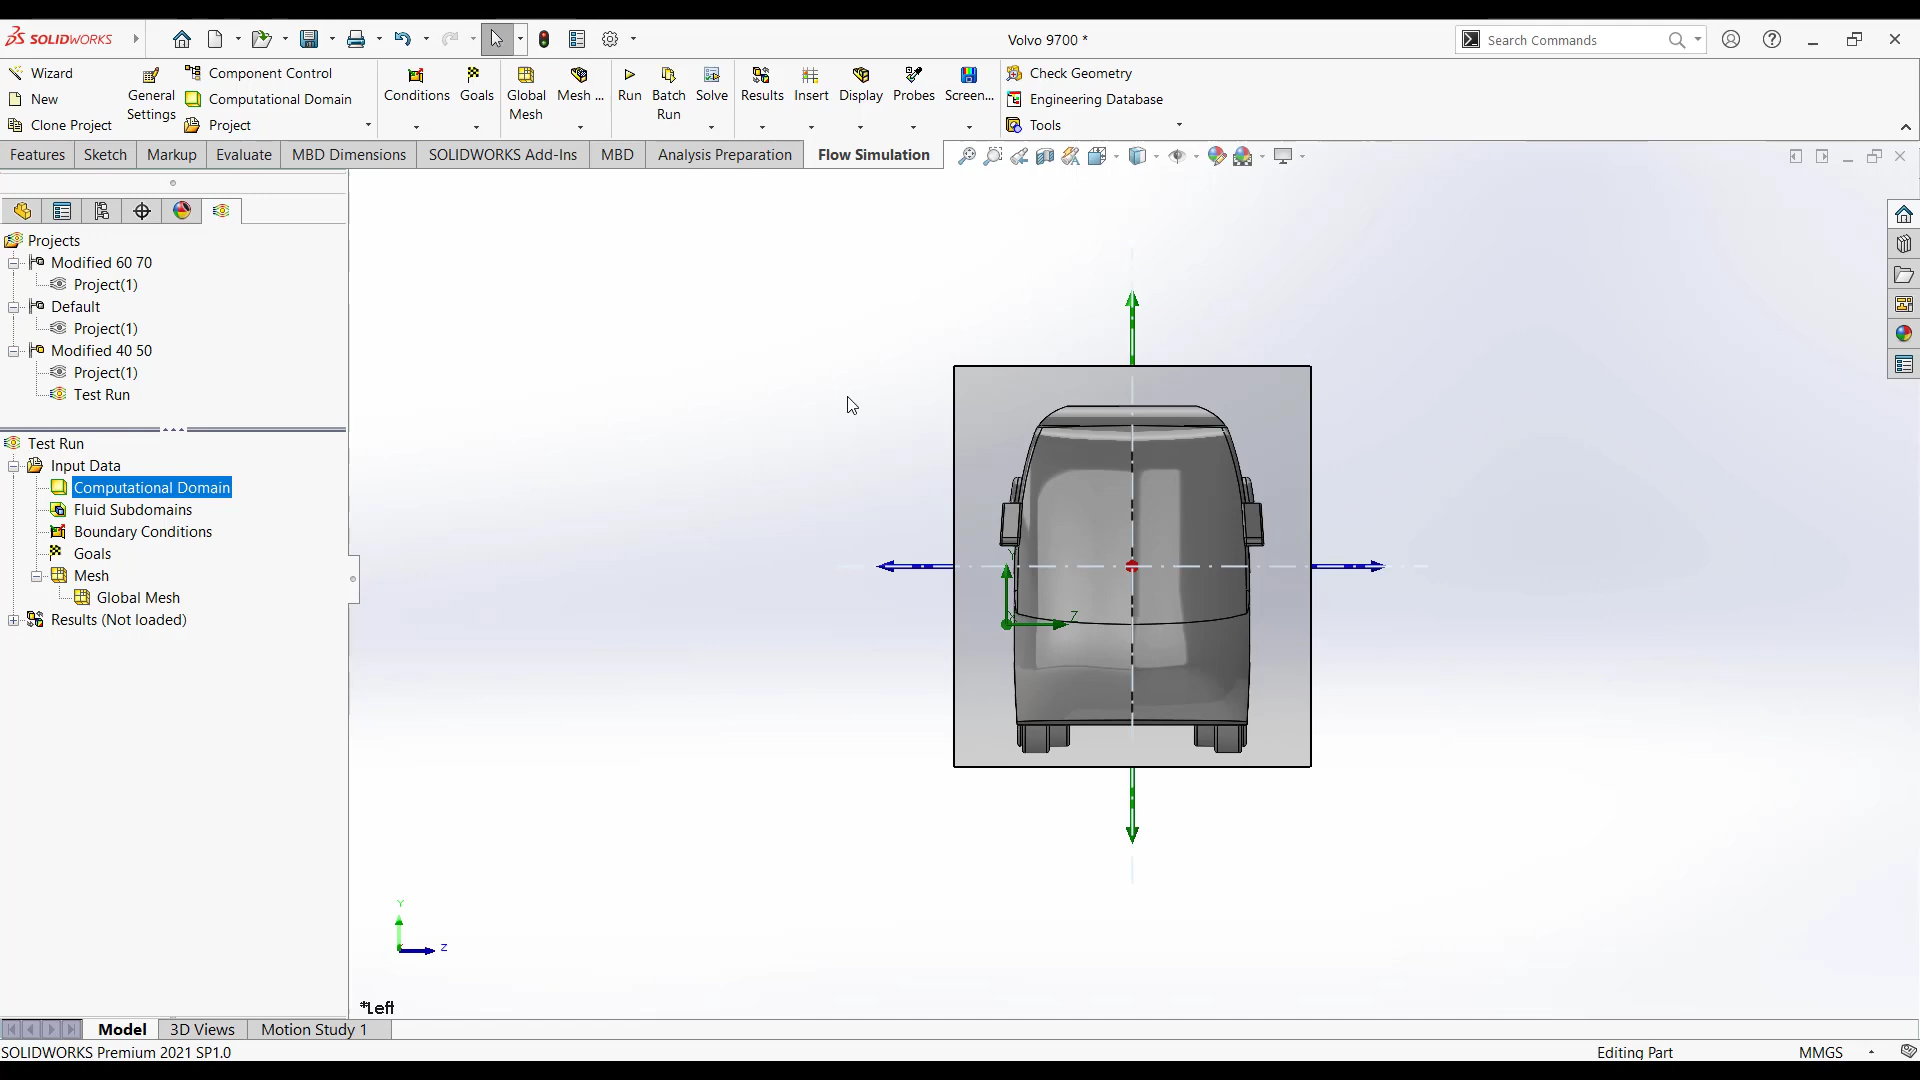 SOLIDWORKS
Volvo 9700 *
Search Commands
Wizard
New
Clone Project
General Settings
Component Control
Computational Domain
Project
Conditions
Goals
Global Mesh
Mesh ...
Run
Batch Run
Solve
Results
Insert
Display
Probes
Screen...
Check Geometry
Engineering Database
Tools
Features
Sketch
Markup
Evaluate
MBD Dimensions
SOLIDWORKS Add-Ins
MBD
Analysis Preparation
Flow Simulation
Projects
Modified 60 70
Project(1)
Default
Project(1)
Modified 40 50
Project(1)
Test Run
Test Run
Input Data
Computational Domain
Fluid Subdomains
Boundary Conditions
Goals
Mesh
Global Mesh
Results (Not loaded)
Y
Z
Y
Z
*Left
Model
3D Views
Motion Study 1
SOLIDWORKS Premium 2021 SP1.0
Editing Part
MMGS